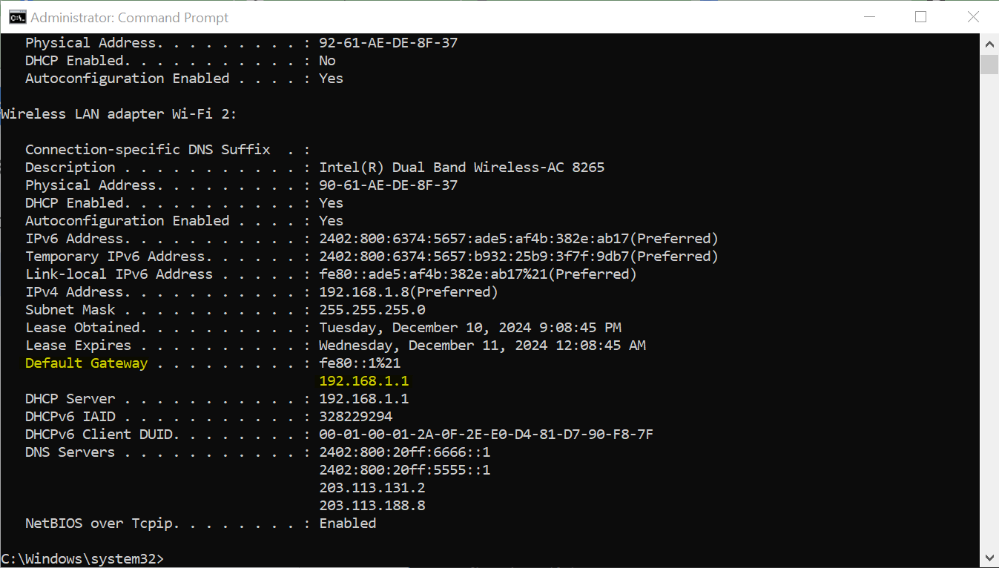 Administrator: Command Prompt
Physical Address. . . . . . . . . : 92-61-AE-DE-8F-37
DHCP Enabled. . . . . . . . . . . : No
Autoconfiguration Enabled . . . . : Yes
Wireless LAN adapter Wi-Fi 2:
Connection-specific DNS Suffix  . :
Description . . . . . . . . . . . : Intel(R) Dual Band Wireless-AC 8265
Physical Address. . . . . . . . . : 90-61-AE-DE-8F-37
DHCP Enabled. . . . . . . . . . . : Yes
Autoconfiguration Enabled . . . . : Yes
IPv6 Address. . . . . . . . . . . : 2402:800:6374:5657:ade5:af4b:382e:ab17(Preferred)
Temporary IPv6 Address. . . . . . : 2402:800:6374:5657:b932:25b9:3f7f:9db7(Preferred)
Link-local IPv6 Address . . . . . : fe80::ade5:af4b:382e:ab17%21(Preferred)
IPv4 Address. . . . . . . . . . . : 192.168.1.8(Preferred)
Subnet Mask . . . . . . . . . . . : 255.255.255.0
Lease Obtained. . . . . . . . . . : Tuesday, December 10, 2024 9:08:45 PM
Lease Expires . . . . . . . . . . : Wednesday, December 11, 2024 12:08:45 AM
Default Gateway . . . . . . . . . : fe80::1%21
192.168.1.1
DHCP Server . . . . . . . . . . . : 192.168.1.1
DHCPv6 IAID . . . . . . . . . . . : 328229294
DHCPv6 Client DUID. . . . . . . . : 00-01-00-01-2A-0F-2E-E0-D4-81-D7-90-F8-7F
DNS Servers . . . . . . . . . . . : 2402:800:20ff:6666::1
2402:800:20ff:5555::1
203.113.131.2
203.113.188.8
NetBIOS over Tcpip. . . . . . . . : Enabled
C:\Windows\system32>